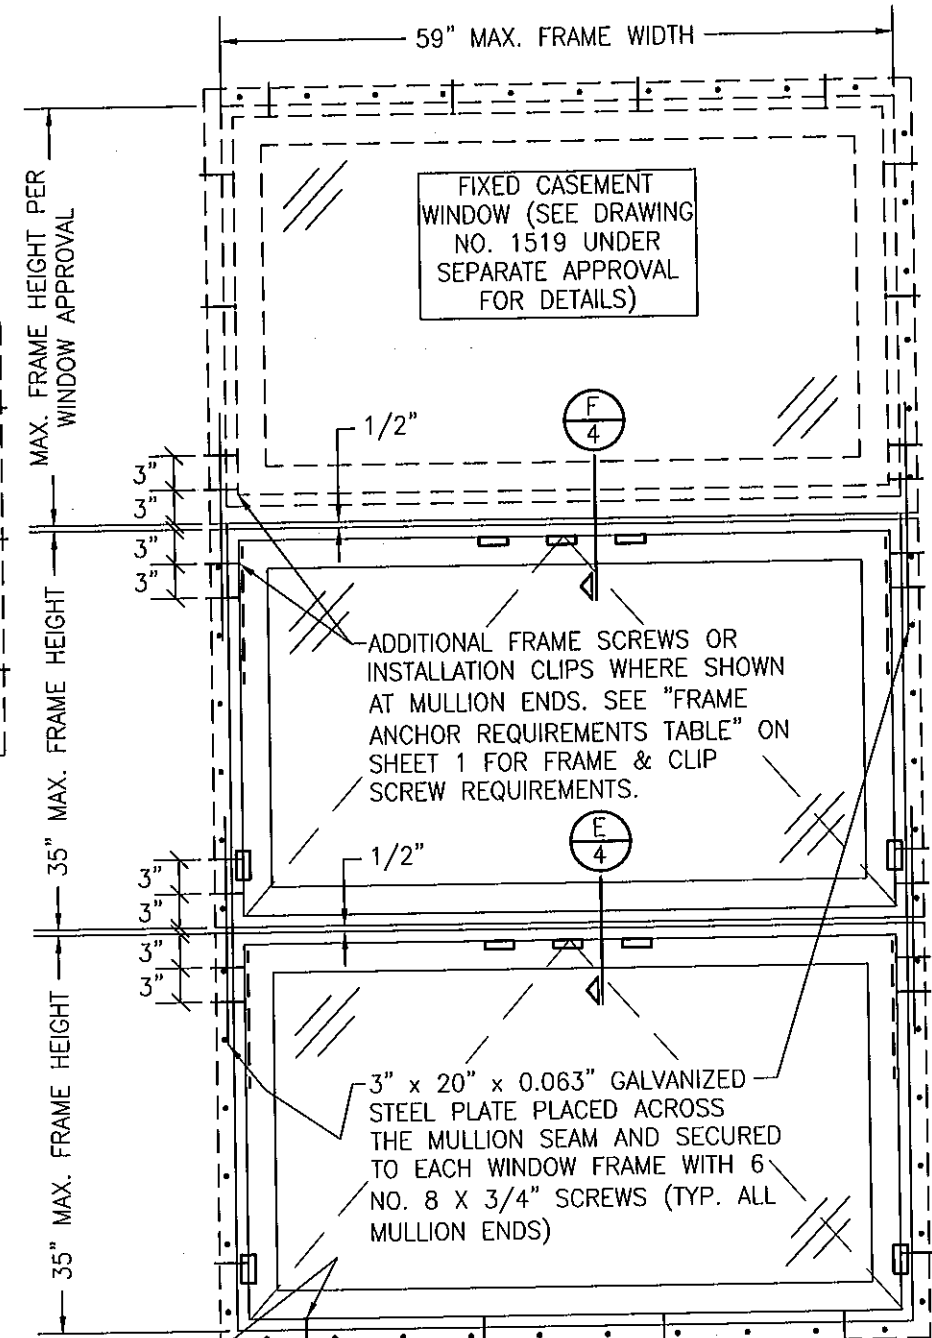 59" MAX. FRAME WIDTH
MAX. FRAME HEIGHT PER
WINDOW APPROVAL
FIXED CASEMENT
WINDOW (SEE DRAWING
NO. 1519 UNDER
SEPARATE APPROVAL
FOR DETAILS)
F
4
1/2"
3"
3"
3"
3"
35" MAX. FRAME HEIGHT
ADDITIONAL FRAME SCREWS OR
INSTALLATION CLIPS WHERE SHOWN
AT MULLION ENDS. SEE "FRAME
ANCHOR REQUIREMENTS TABLE" ON
SHEET 1 FOR FRAME & CLIP
SCREW REQUIREMENTS.
E
4
1/2"
3"
3"
3"
3"
35" MAX. FRAME HEIGHT
3" x 20" x 0.063" GALVANIZED
STEEL PLATE PLACED ACROSS
THE MULLION SEAM AND SECURED
TO EACH WINDOW FRAME WITH 6
NO. 8 X 3/4" SCREWS (TYP. ALL
MULLION ENDS)